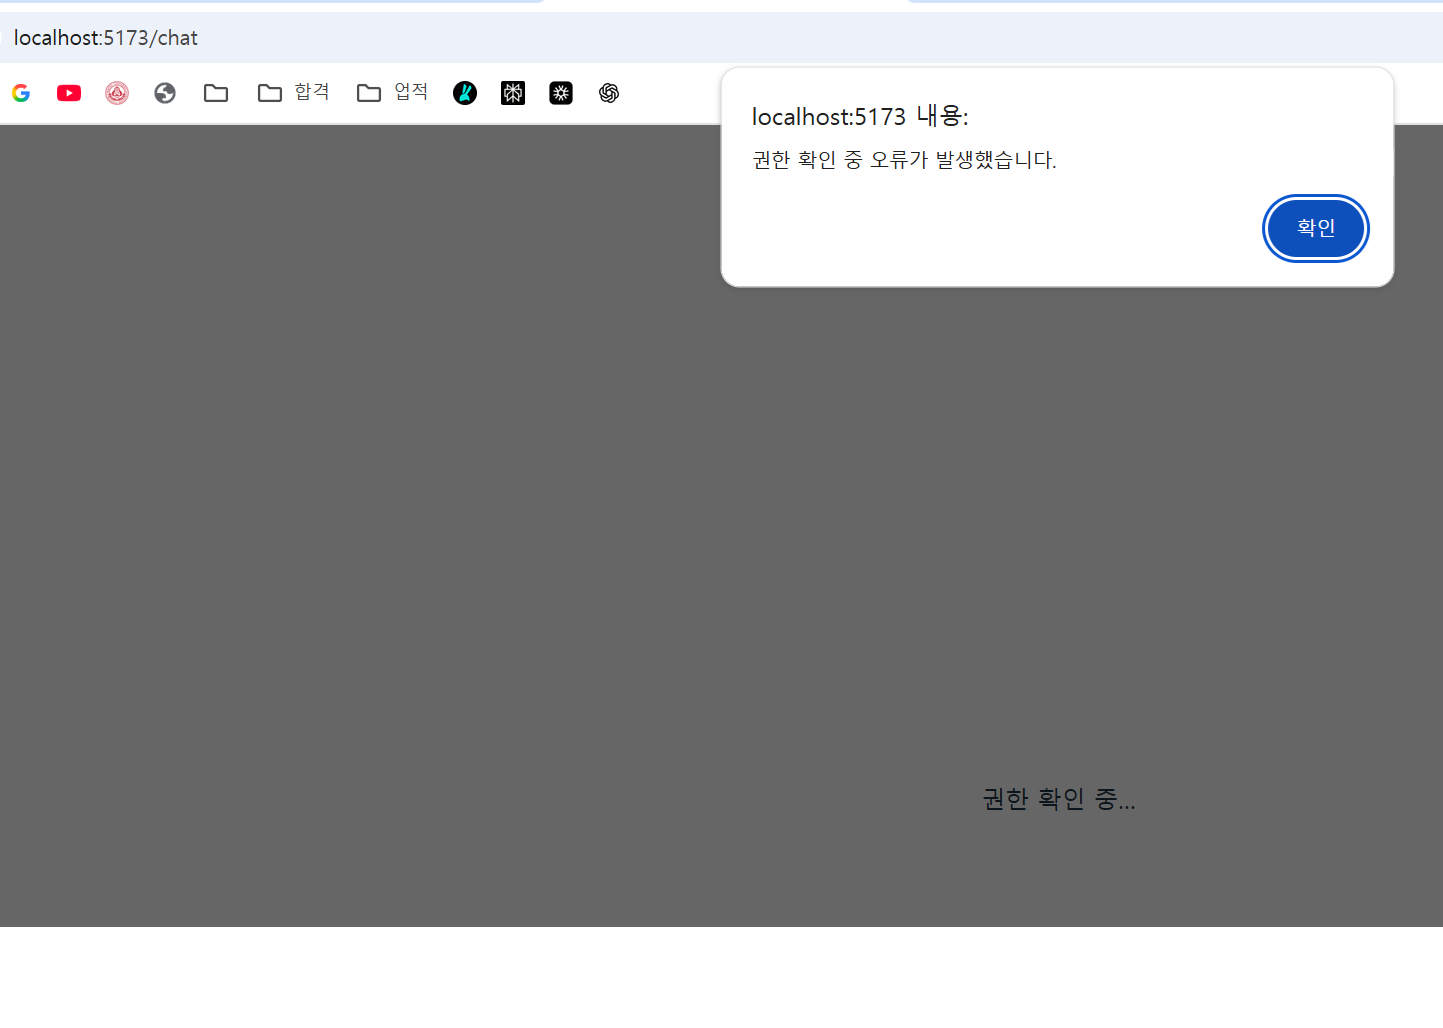 localhost:5173/chat
합격
업적
localhost:5173 내용:
권한 확인 중 오류가 발생했습니다.
확인
권한 확인 중...